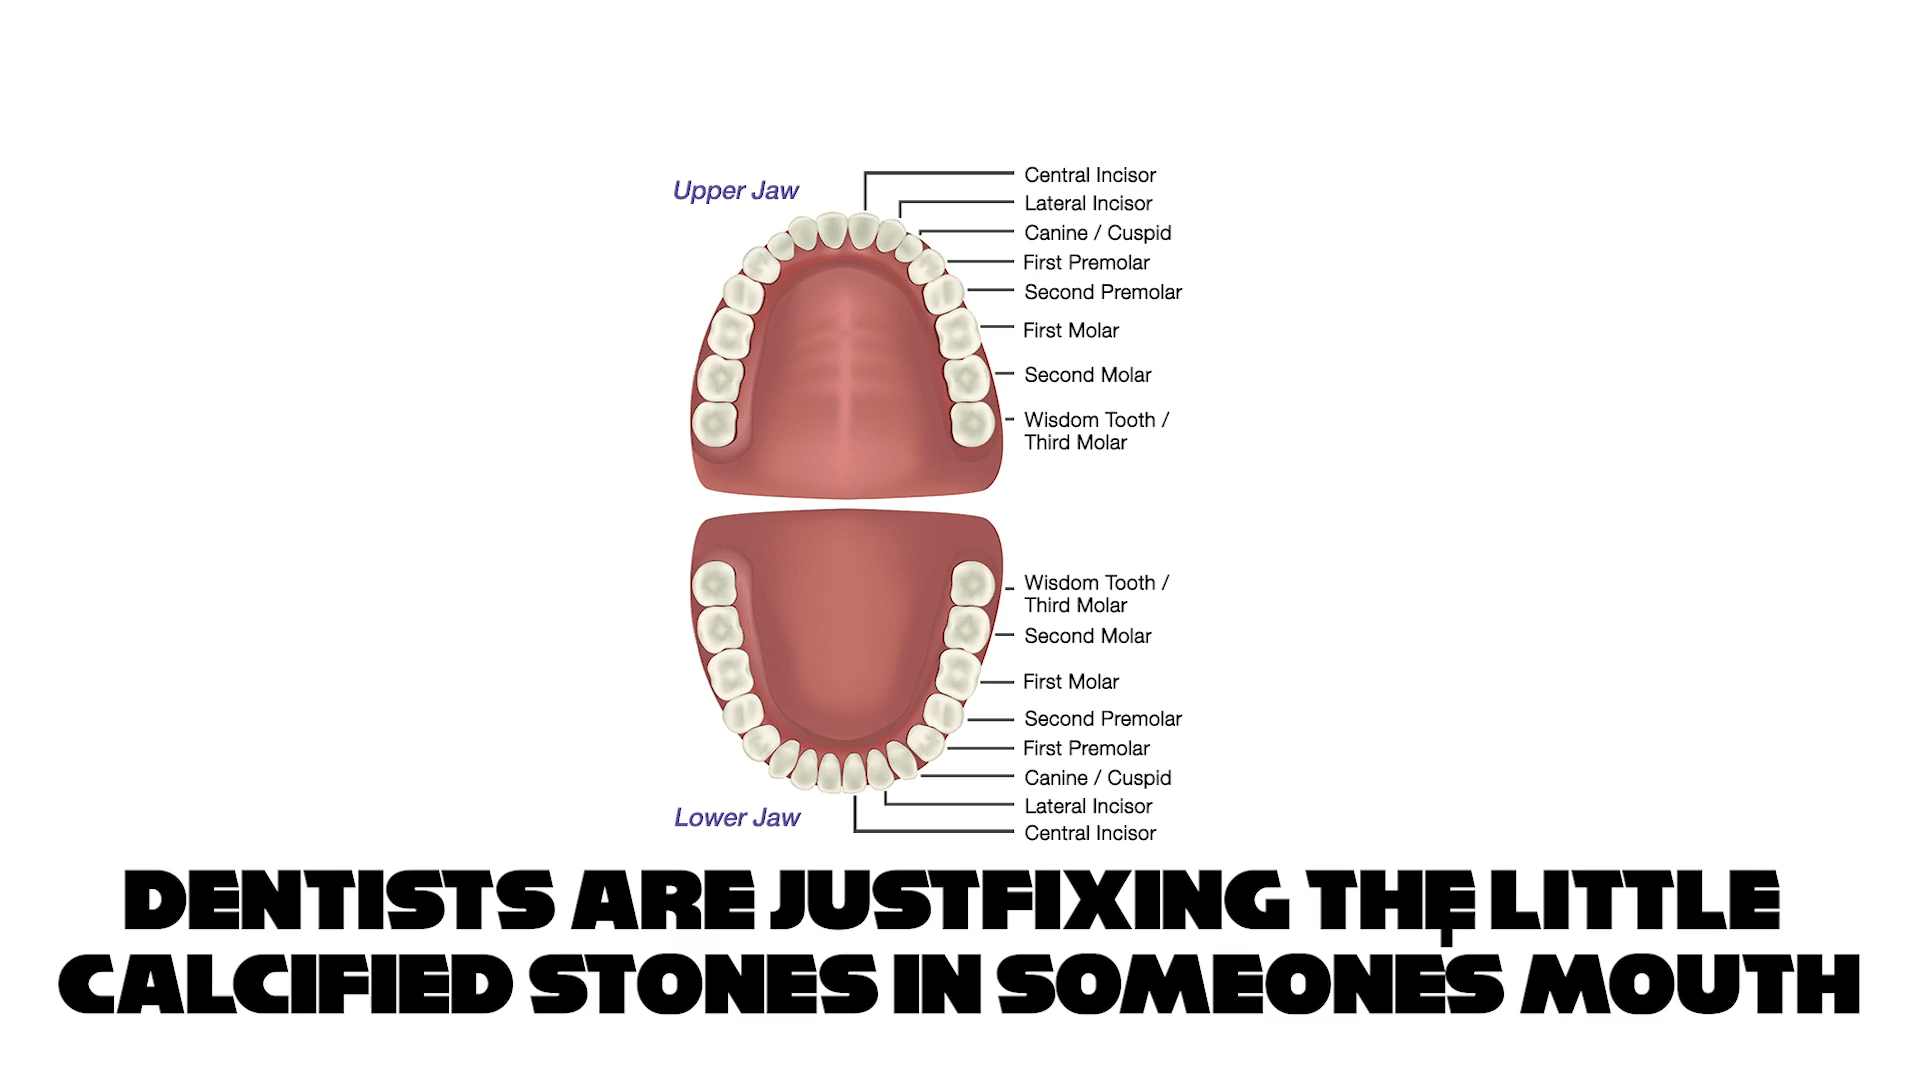 Upper Jaw
Central Incisor
Lateral Incisor
Canine / Cuspid
First Premolar
Second Premolar
First Molar
Second Molar
Wisdom Tooth /
Third Molar
Wisdom Tooth /
Third Molar
Second Molar
First Molar
Second Premolar
First Premolar
Canine / Cuspid
Lateral Incisor
Central Incisor
Lower Jaw
DENTISTS ARE JUSTFIXING THE LITTLE
CALCIFIED STONES IN SOMEONE'S MOUTH